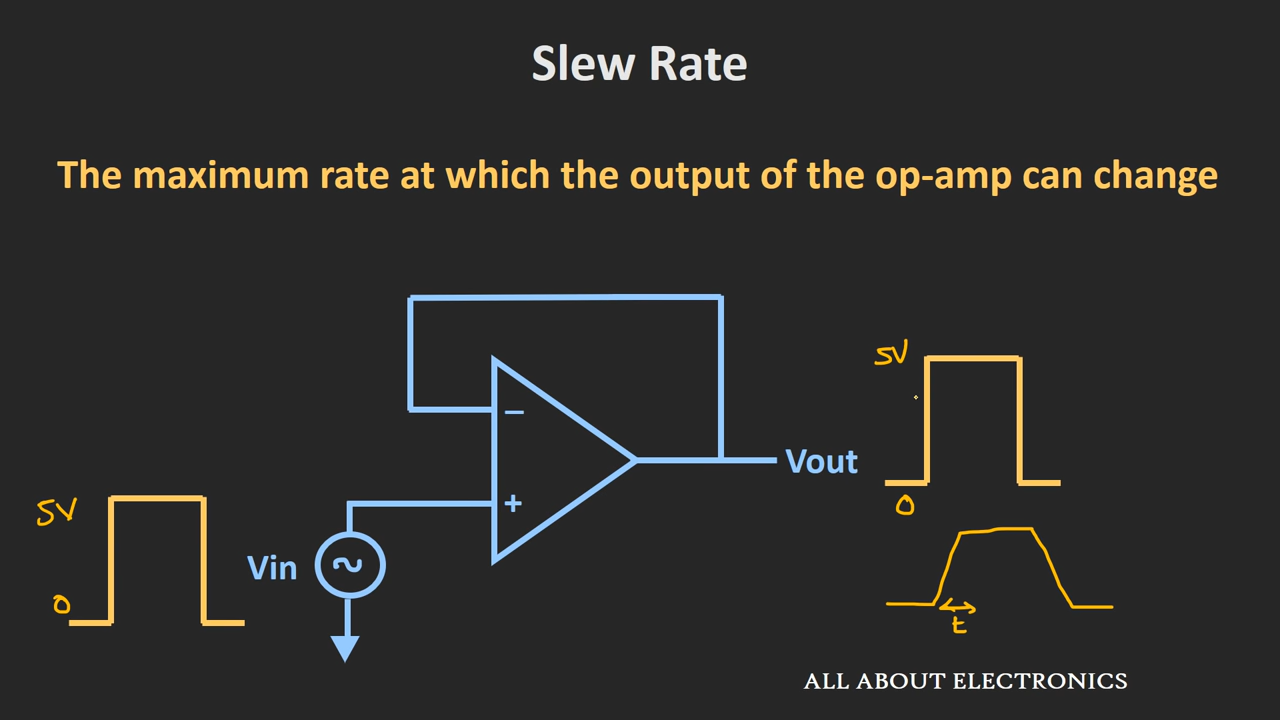 Slew Rate
The maximum rate at which the output of the op-amp can change
5V
0
Vin
~
−
+
Vout
5V
0
t
ALL ABOUT ELECTRONICS